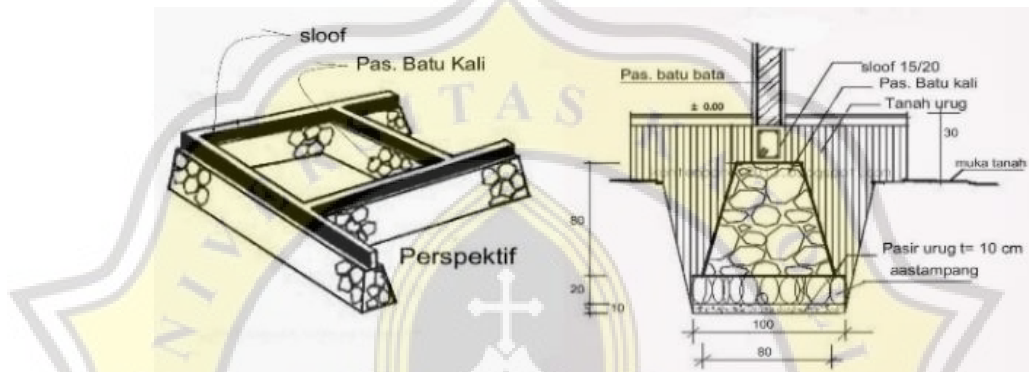 sloof
Pas. Batu Kali
Perspektif
Pas. batu bata
sloof 15/20
Pas. Batu kali
Tanah urug
± 0.00
30
muka tanah
80
Pasir urug t= 10 cm
aastampang
20
10
100
80